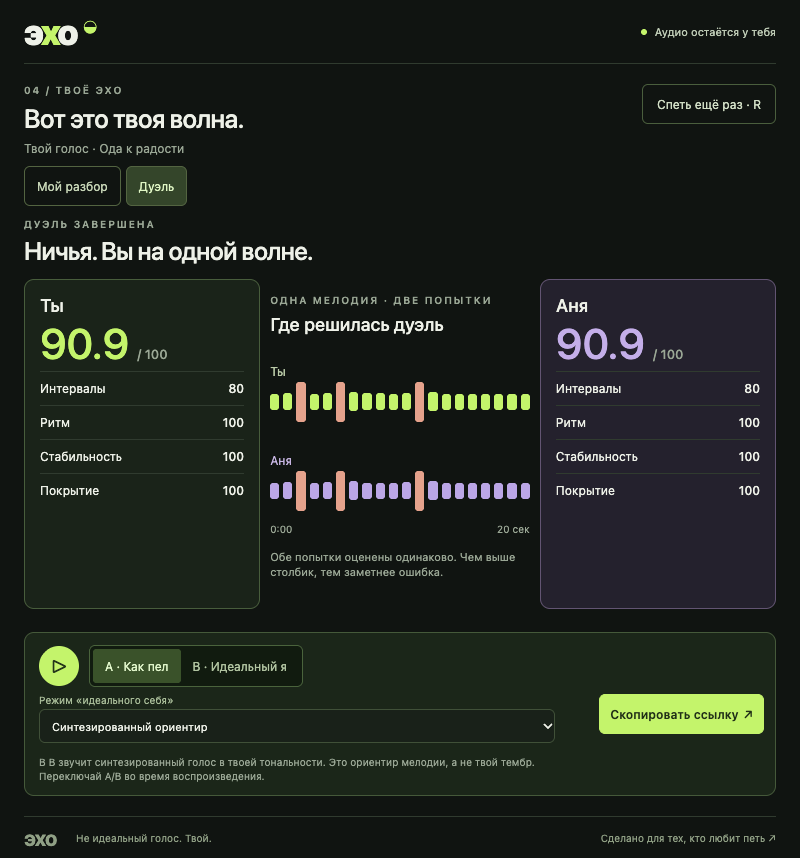 ЭХО
Аудио остаётся у тебя
04 / ТВОЁ ЭХО
Вот это твоя волна.
Спеть ещё раз · R
Твой голос · Ода к радости
Мой разбор
Дуэль
ДУЭЛЬ ЗАВЕРШЕНА
Ничья. Вы на одной волне.
Ты
90.9 / 100
Интервалы 80
Ритм 100
Стабильность 100
Покрытие 100
ОДНА МЕЛОДИЯ · ДВЕ ПОПЫТКИ
Где решилась дуэль
Ты
Аня
0:00 20 сек
Обе попытки оценены одинаково. Чем выше
столбик, тем заметнее ошибка.
Аня
90.9 / 100
Интервалы 80
Ритм 100
Стабильность 100
Покрытие 100
A · Как пел
B · Идеальный я
Режим «идеального себя»
Синтезированный ориентир
Скопировать ссылку ↗
В B звучит синтезированный голос в твоей тональности. Это ориентир мелодии, а не твой тембр.
Переключай A/B во время воспроизведения.
ЭХО
Не идеальный голос. Твой.
Сделано для тех, кто любит петь ↗